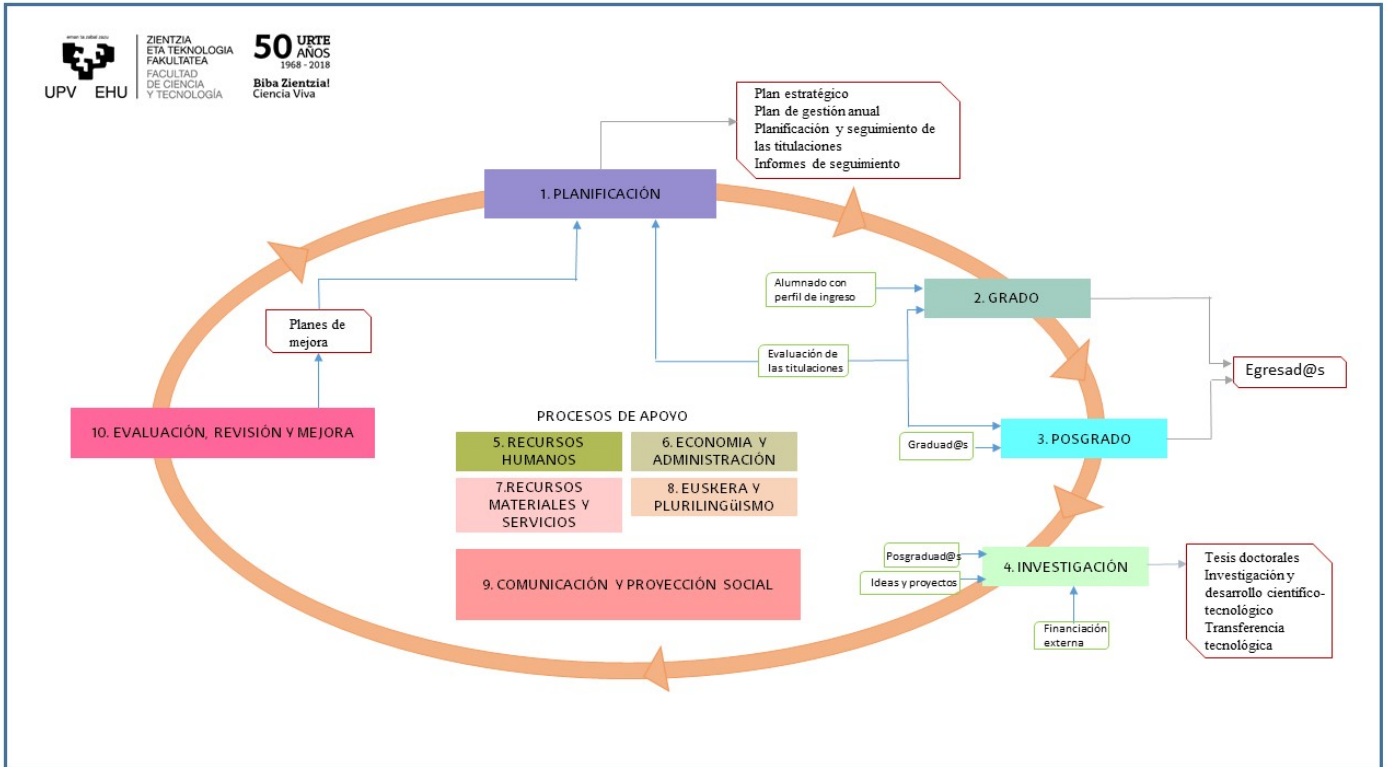 eman ta zabal zazu
UPV EHU
ZIENTZIA
ETA TEKNOLOGIA
FAKULTATEA
FACULTAD
DE CIENCIA
Y TECNOLOGÍA
50 URTE
AÑOS
1968 - 2018
Biba Zientzia!
Ciencia Viva
Plan estratégico
Plan de gestión anual
Planificación y seguimiento de
las titulaciones
Informes de seguimiento
1. PLANIFICACIÓN
Alumnado con
perfil de ingreso
2. GRADO
Planes de
mejora
Evaluación de
las titulaciones
Egresad@s
10. EVALUACIÓN, REVISIÓN Y MEJORA
PROCESOS DE APOYO
5. RECURSOS
HUMANOS
6. ECONOMIA Y
ADMINISTRACIÓN
3. POSGRADO
Graduad@s
7.RECURSOS
MATERIALES Y
SERVICIOS
8. EUSKERA Y
PLURILINGÜISMO
9. COMUNICACIÓN Y PROYECCIÓN SOCIAL
Posgraduad@s
Ideas y proyectos
4. INVESTIGACIÓN
Financiación
externa
Tesis doctorales
Investigación y
desarrollo científico-
tecnológico
Transferencia
tecnológica